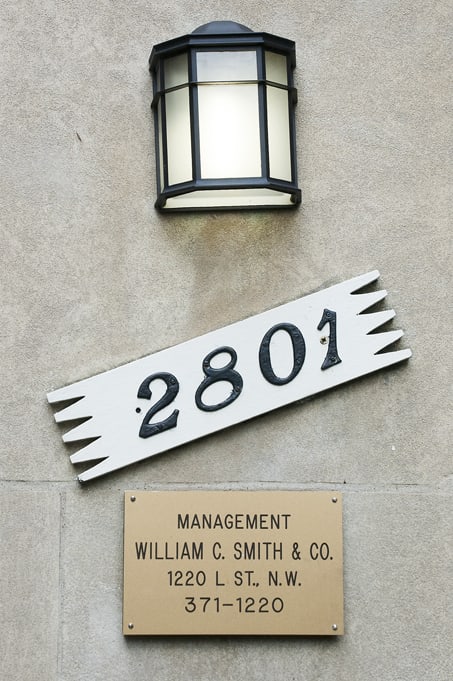 2801
MANAGEMENT
WILLIAM C. SMITH & CO.
1220 L ST., N.W.
371-1220